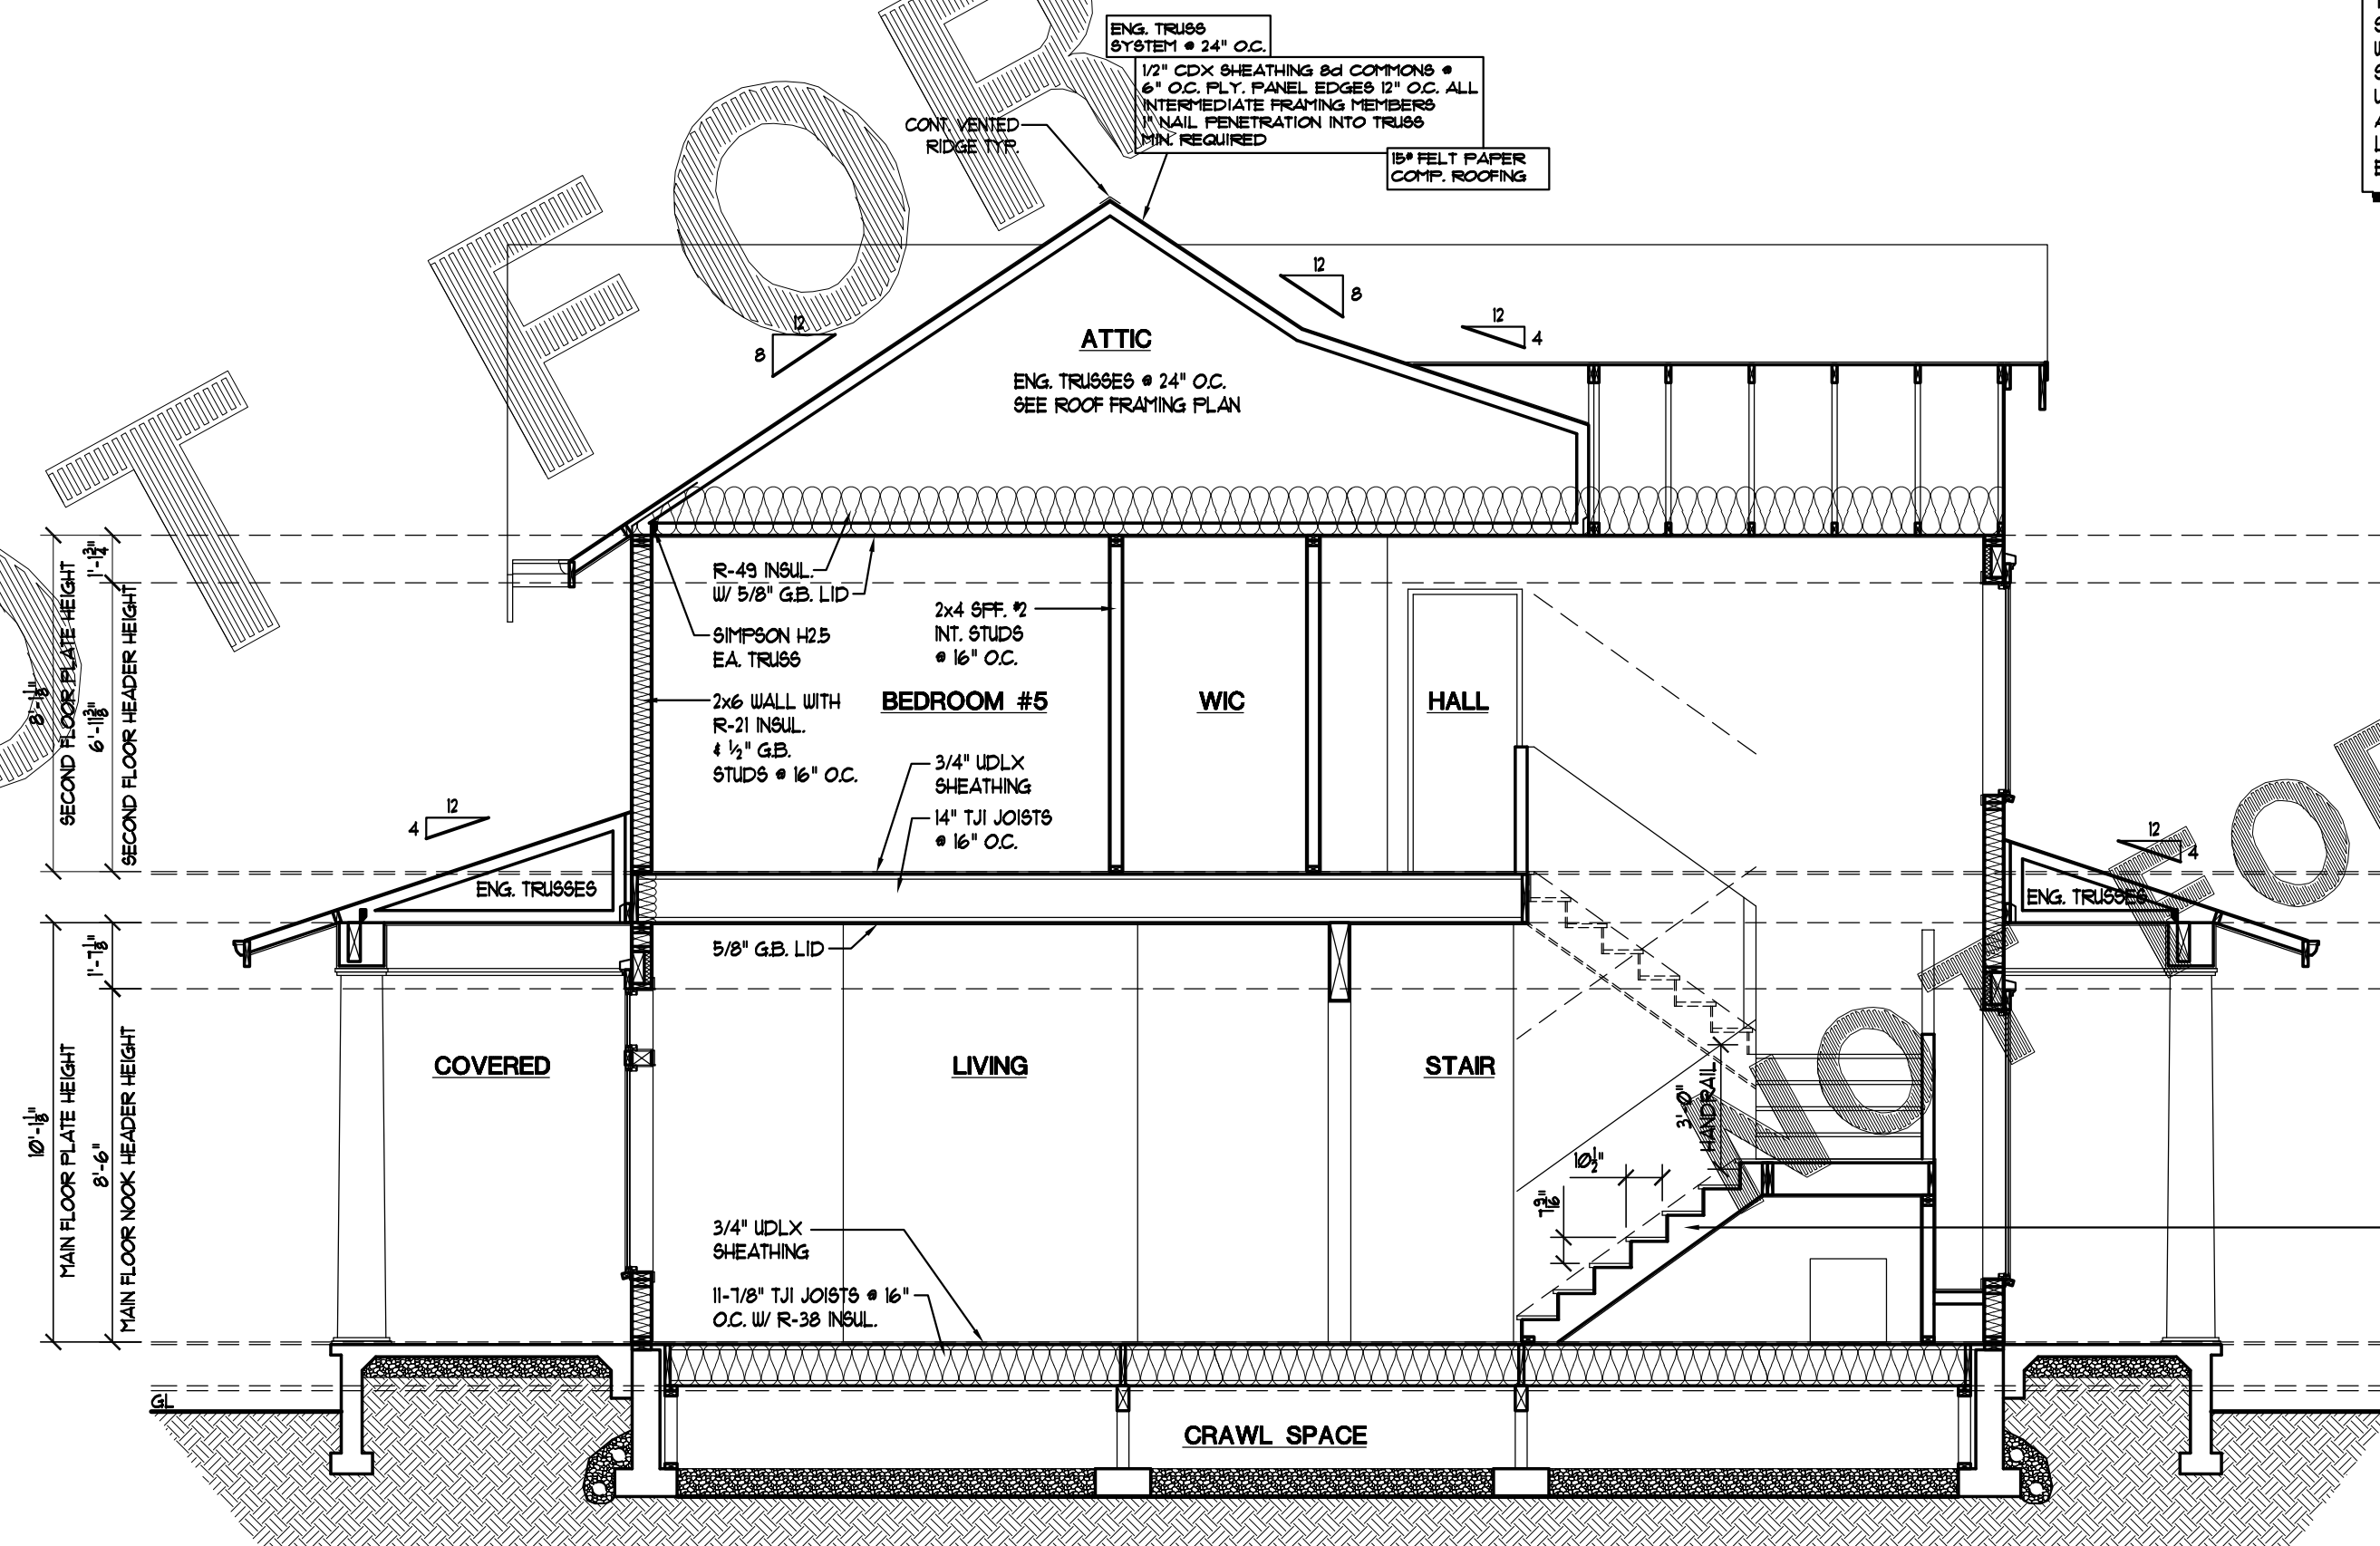 ENG. TRUSS
SYSTEM @ 24" O.C.
1/2" CDX SHEATHING 8d COMMONS @
6" O.C. PLY. PANEL EDGES 12" O.C. ALL
INTERMEDIATE FRAMING MEMBERS
1" NAIL PENETRATION INTO TRUSS
MIN. REQUIRED
15# FELT PAPER
COMP. ROOFING
CONT. VENTED
RIDGE TYP.
12
8
12
8
12
4
ATTIC
ENG. TRUSSES @ 24" O.C.
SEE ROOF FRAMING PLAN
R-49 INSUL.
W/ 5/8" G.B. LID
SIMPSON H2.5
EA. TRUSS
2x6 WALL WITH
R-21 INSUL.
& 1/2" G.B.
STUDS @ 16" O.C.
2x4 SPF. #2
INT. STUDS
@ 16" O.C.
BEDROOM #5
WIC
HALL
3/4" UDLX
SHEATHING
14" TJI JOISTS
@ 16" O.C.
8'-1 1/8"
SECOND FLOOR PLATE HEIGHT
1'-1 3/4"
6'-11 3/8"
SECOND FLOOR HEADER HEIGHT
12
4
ENG. TRUSSES
12
4
ENG. TRUSSES
5/8" G.B. LID
10'-1 1/8"
MAIN FLOOR PLATE HEIGHT
1'-7 1/8"
8'-6"
MAIN FLOOR NOOK HEADER HEIGHT
COVERED
LIVING
STAIR
3'-0"
HANDRAIL
10 1/2"
7 9/16"
3/4" UDLX
SHEATHING
11-7/8" TJI JOISTS @ 16"
O.C. W/ R-38 INSUL.
GL
CRAWL SPACE
NOT FOR
OT FOR